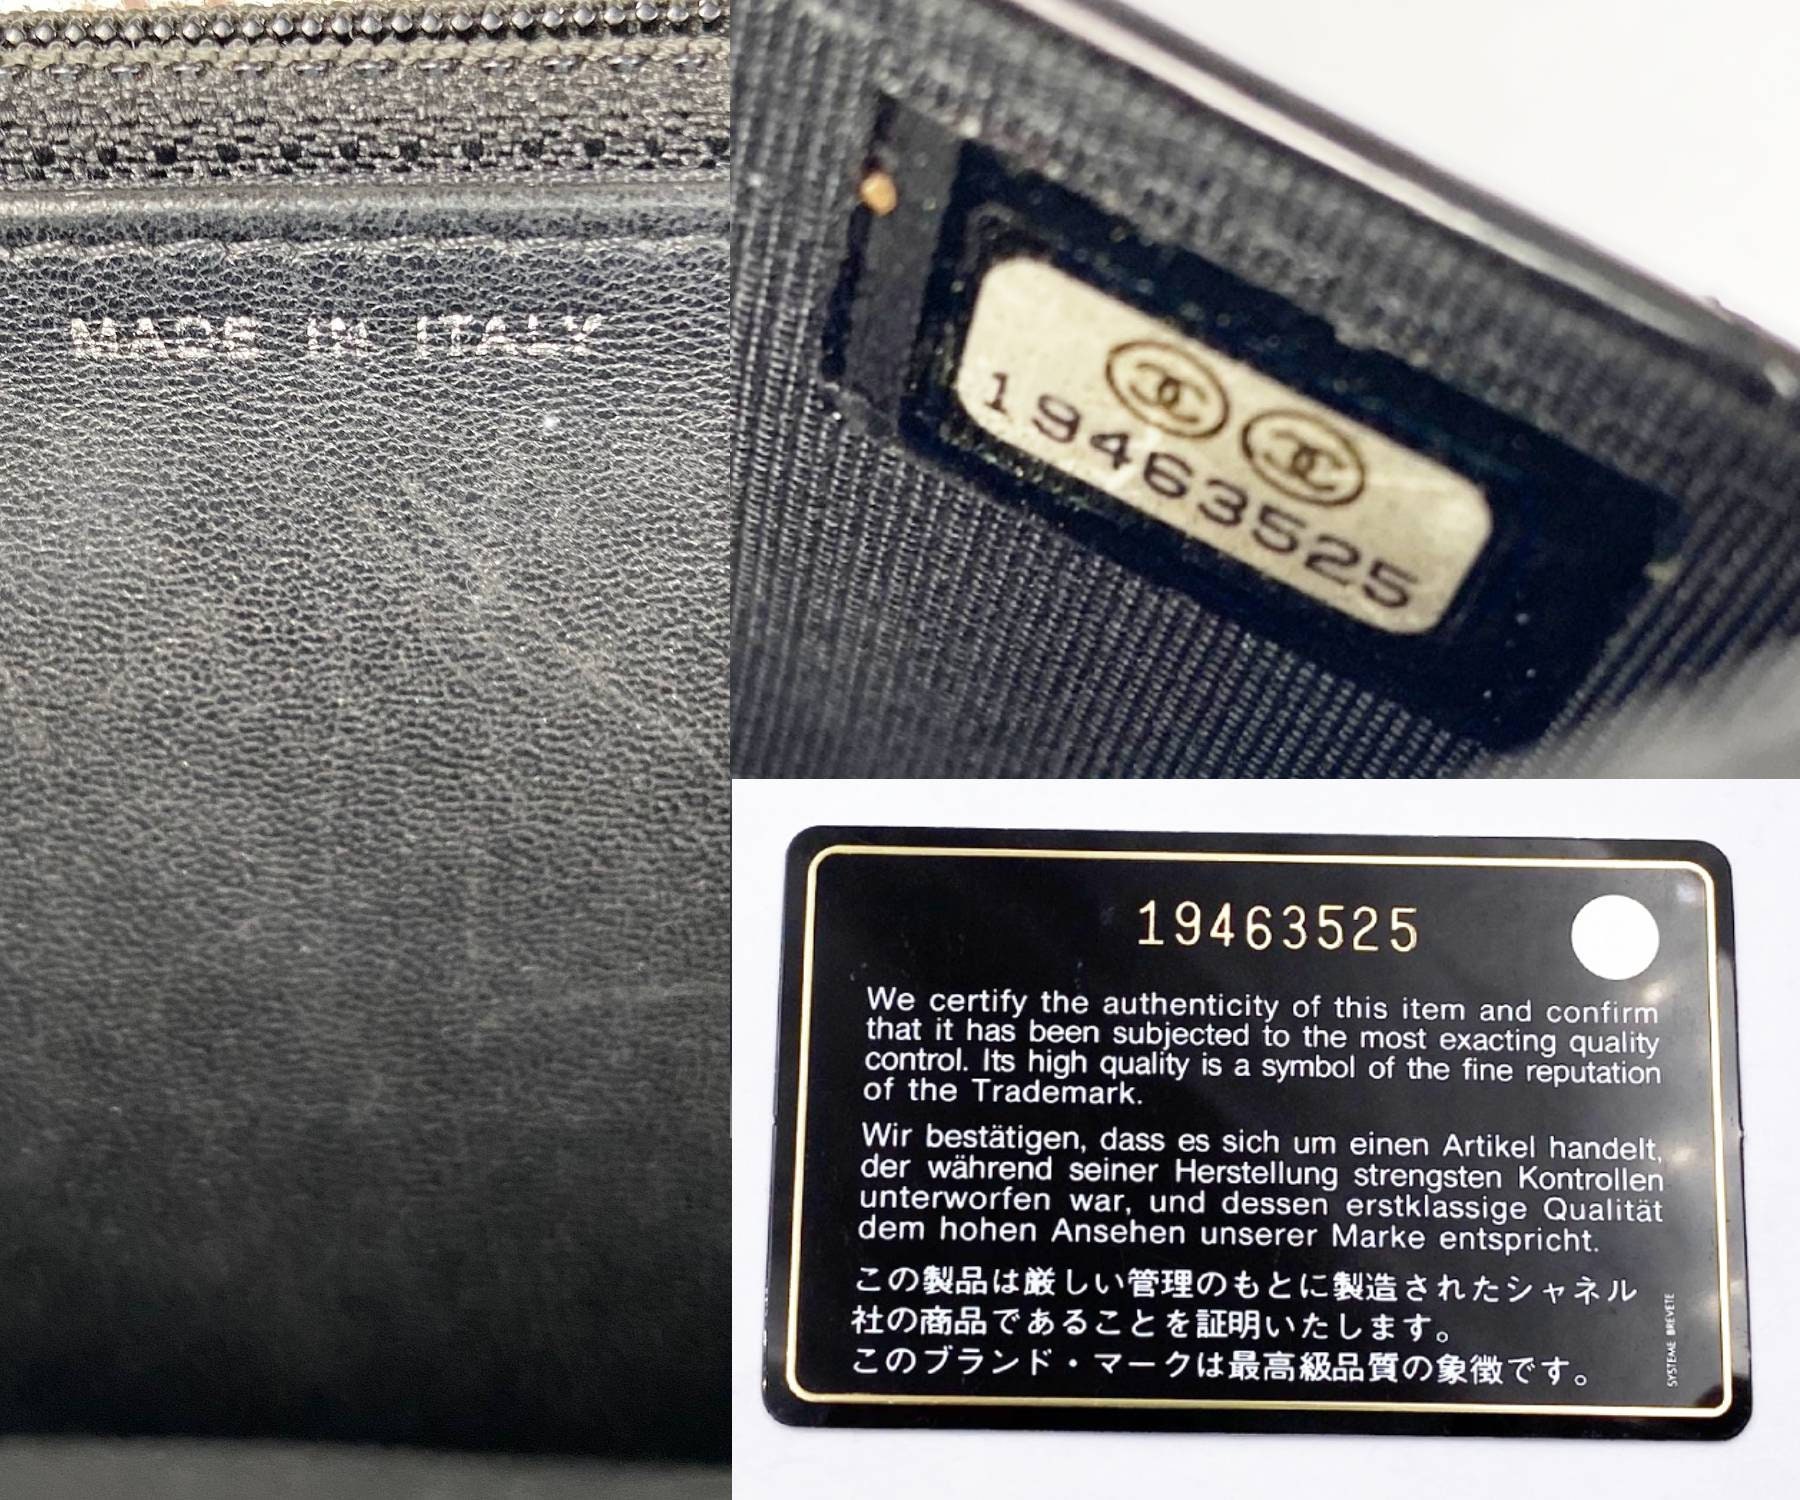 MADE IN ITALY
19463525
19463525
We certify the authenticity of this item and confirm
that it has been subjected to the most exacting quality
control. Its high quality is a symbol of the fine reputation
of the Trademark.
Wir bestätigen, dass es sich um einen Artikel handelt,
der während seiner Herstellung strengsten Kontrollen
unterworfen war, und dessen erstklassige Qualität
dem hohen Ansehen unserer Marke entspricht.
この製品は厳しい管理のもとに製造されたシャネル
社の商品であることを証明いたします。
このブランド・マークは最高級品質の象徴です。
SYSTEME BREVETE